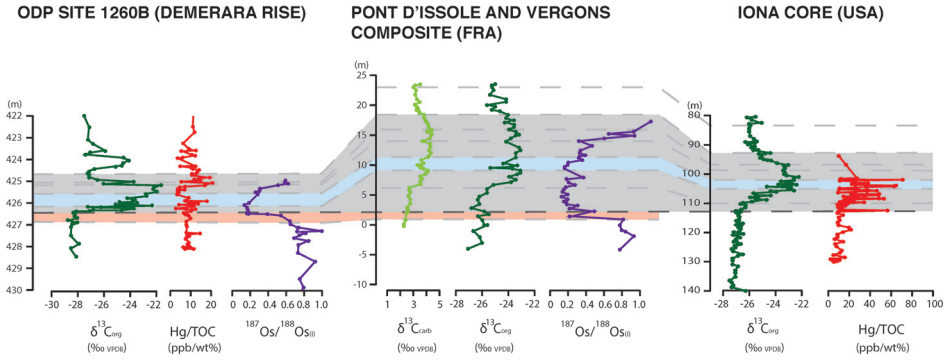 ODP SITE 1260B (DEMERARA RISE)
PONT D'ISSOLE AND VERGONS
COMPOSITE (FRA)
IONA CORE (USA)
(m)
422
424
425
426
427
429
430
-30 -28 -26 -24 -22
δ¹³Corg
(‰ VPDB)
0 10 20
Hg/TOC
(ppb/wt%)
0 0.2 0.4 0.6 0.8 1.0
¹⁸⁷Os/¹⁸⁸Os(i)
(m)
25
20
15
10
5
0
-5
-10
1 3 5
δ¹³Ccarb
(‰ VPDB)
-28 -26 -24 -22
δ¹³Corg
(‰ VPDB)
0 0.2 0.4 0.6 0.8 1.0
¹⁸⁷Os/¹⁸⁸Os(i)
(m)
80
90
100
110
120
130
140
-28 -26 -24 -22
δ¹³Corg
(‰ VPDB)
0 20 40 60 80 100
Hg/TOC
(ppb/wt%)